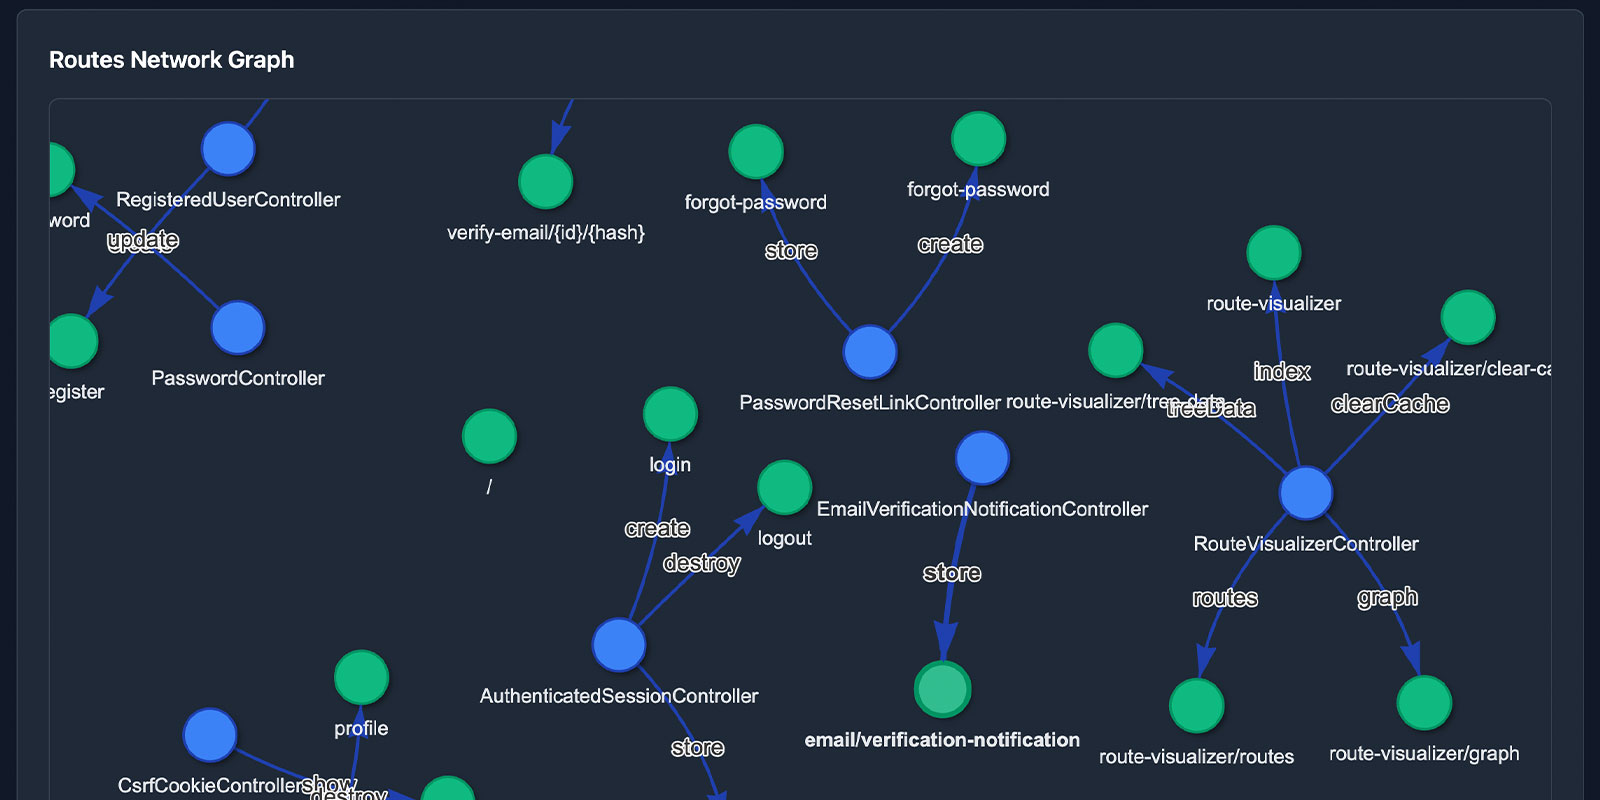 Routes Network Graph
RegisteredUserController
word
update
verify-email/{id}/{hash}
forgot-password
forgot-password
store
create
egister
PasswordController
route-visualizer
index
route-visualizer/clear-ca
clearCache
PasswordResetLinkController
route-visualizer/tree-data
treeData
login
/
create
logout
destroy
EmailVerificationNotificationController
store
RouteVisualizerController
routes
graph
AuthenticatedSessionController
store
email/verification-notification
route-visualizer/routes
route-visualizer/graph
profile
CsrfCookieController
show
destroy